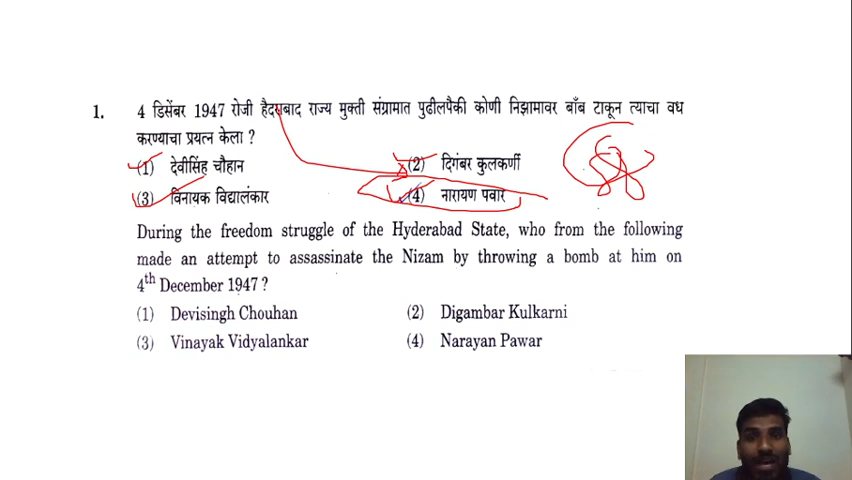 1. 4 डिसेंबर 1947 रोजी हैदराबाद राज्य मुक्ती संग्रामात पुढीलपैकी कोणी निझामावर बाँब टाकून त्याचा वध
करण्याचा प्रयत्न केला ?
(1) देवीसिंह चौहान (2) दिगंबर कुलकर्णी
(3) विनायक विद्यालंकार (4) नारायण पवार
During the freedom struggle of the Hyderabad State, who from the following
made an attempt to assassinate the Nizam by throwing a bomb at him on
4th December 1947 ?
(1) Devisingh Chouhan (2) Digambar Kulkarni
(3) Vinayak Vidyalankar (4) Narayan Pawar